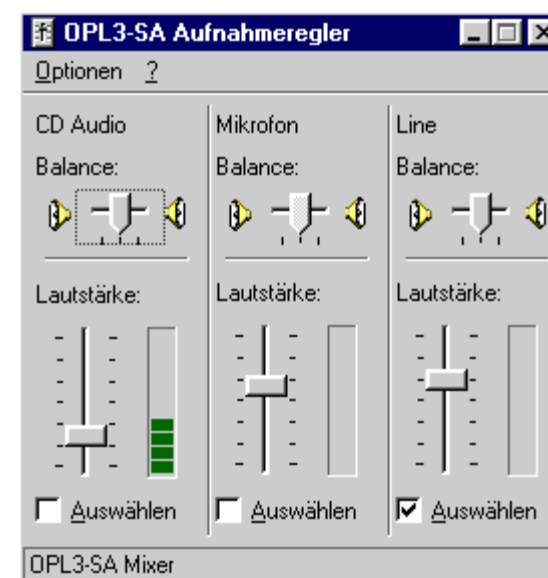 OPL3-SA Aufnahmeregler
Optionen ?
CD Audio
Balance:
Lautstärke:
Auswählen
Mikrofon
Balance:
Lautstärke:
Auswählen
Line
Balance:
Lautstärke:
Auswählen
OPL3-SA Mixer